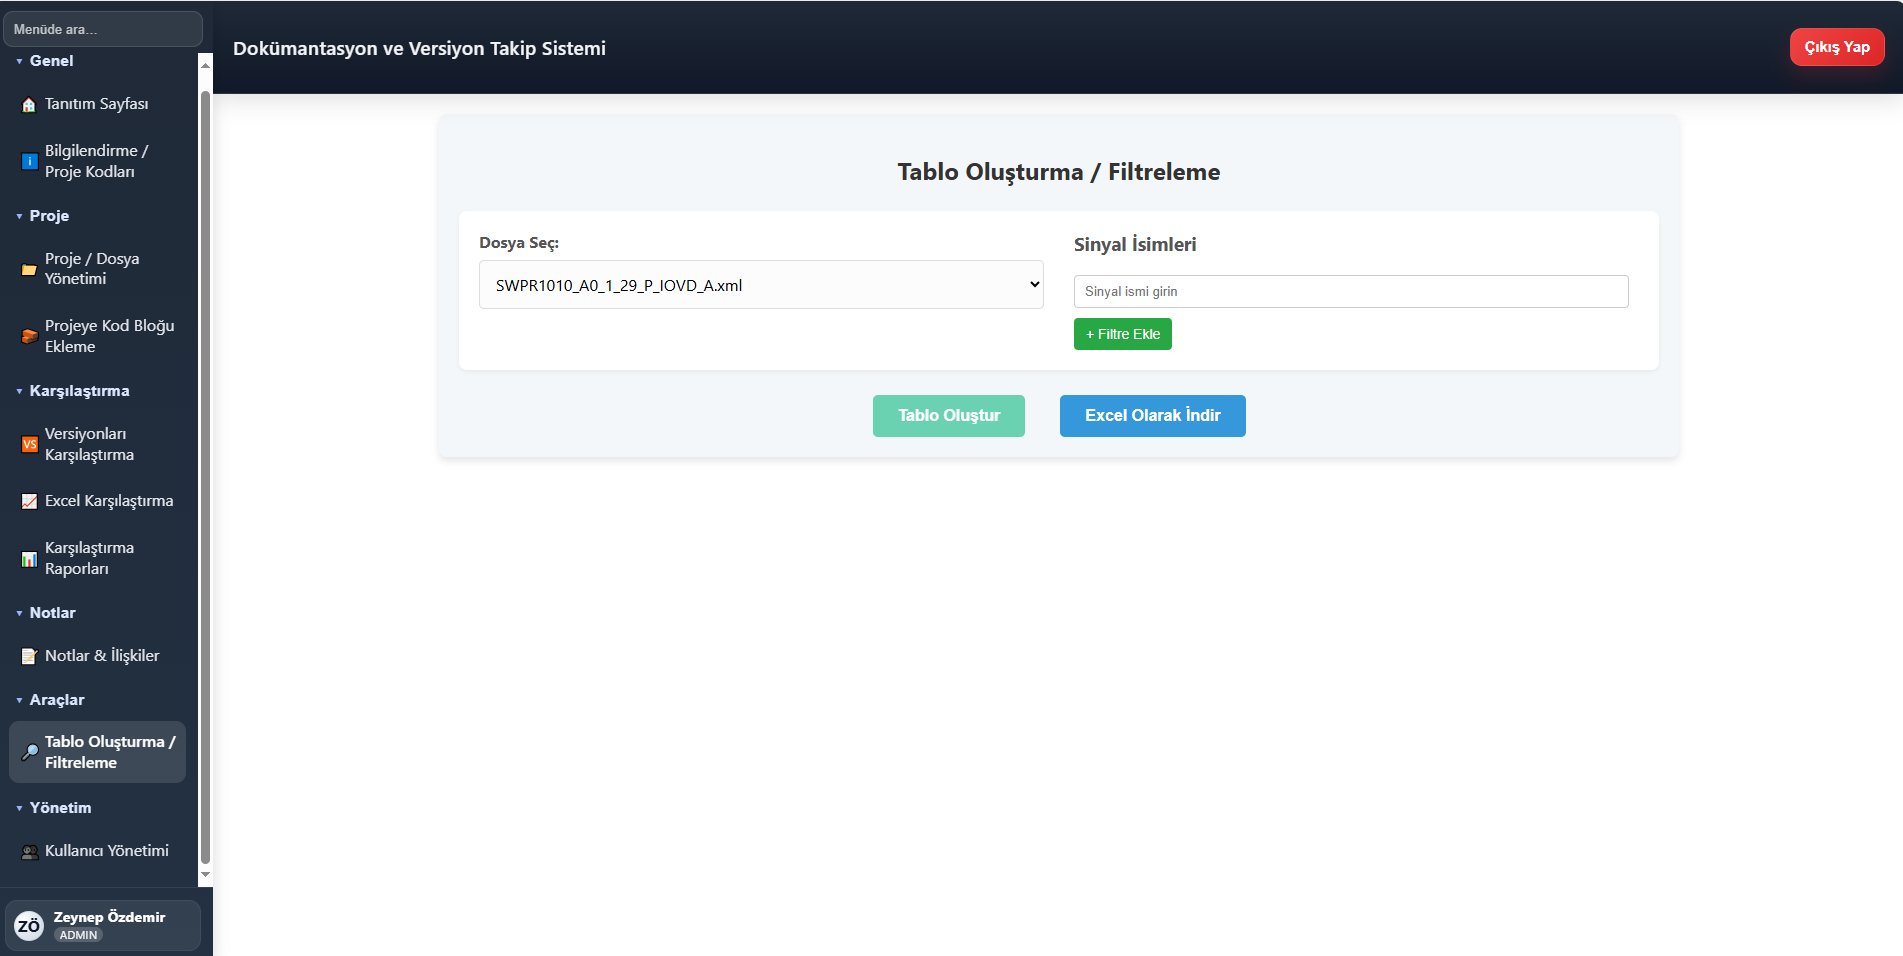 Menüde ara...
Genel
Tanıtım Sayfası
Bilgilendirme /
Proje Kodları
Proje
Proje / Dosya
Yönetimi
Projeye Kod Bloğu
Ekleme
Karşılaştırma
VS
Versiyonları
Karşılaştırma
Excel Karşılaştırma
Karşılaştırma
Raporları
Notlar
Notlar & İlişkiler
Araçlar
Tablo Oluşturma /
Filtreleme
Yönetim
Kullanıcı Yönetimi
ZÖ
Zeynep Özdemir
ADMIN
Dokümantasyon ve Versiyon Takip Sistemi
Çıkış Yap
Tablo Oluşturma / Filtreleme
Dosya Seç:
SWPR1010_A0_1_29_P_IOVD_A.xml
Sinyal İsimleri
Sinyal ismi girin
+ Filtre Ekle
Tablo Oluştur
Excel Olarak İndir